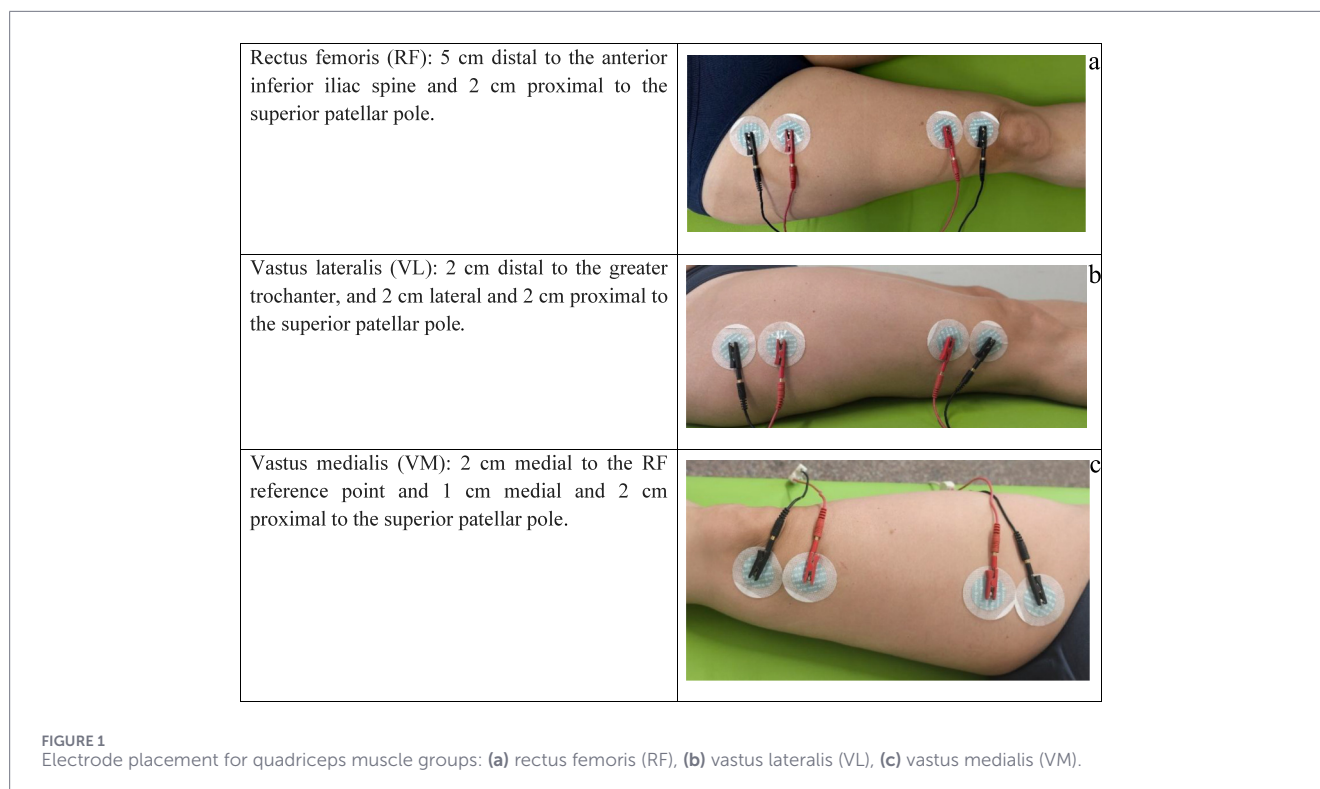 Rectus femoris (RF): 5 cm distal to the anterior
inferior iliac spine and 2 cm proximal to the
superior patellar pole.
a
Vastus lateralis (VL): 2 cm distal to the greater
trochanter, and 2 cm lateral and 2 cm proximal to
the superior patellar pole.
b
Vastus medialis (VM): 2 cm medial to the RF
reference point and 1 cm medial and 2 cm
proximal to the superior patellar pole.
c
FIGURE 1
Electrode placement for quadriceps muscle groups: (a) rectus femoris (RF), (b) vastus lateralis (VL), (c) vastus medialis (VM).